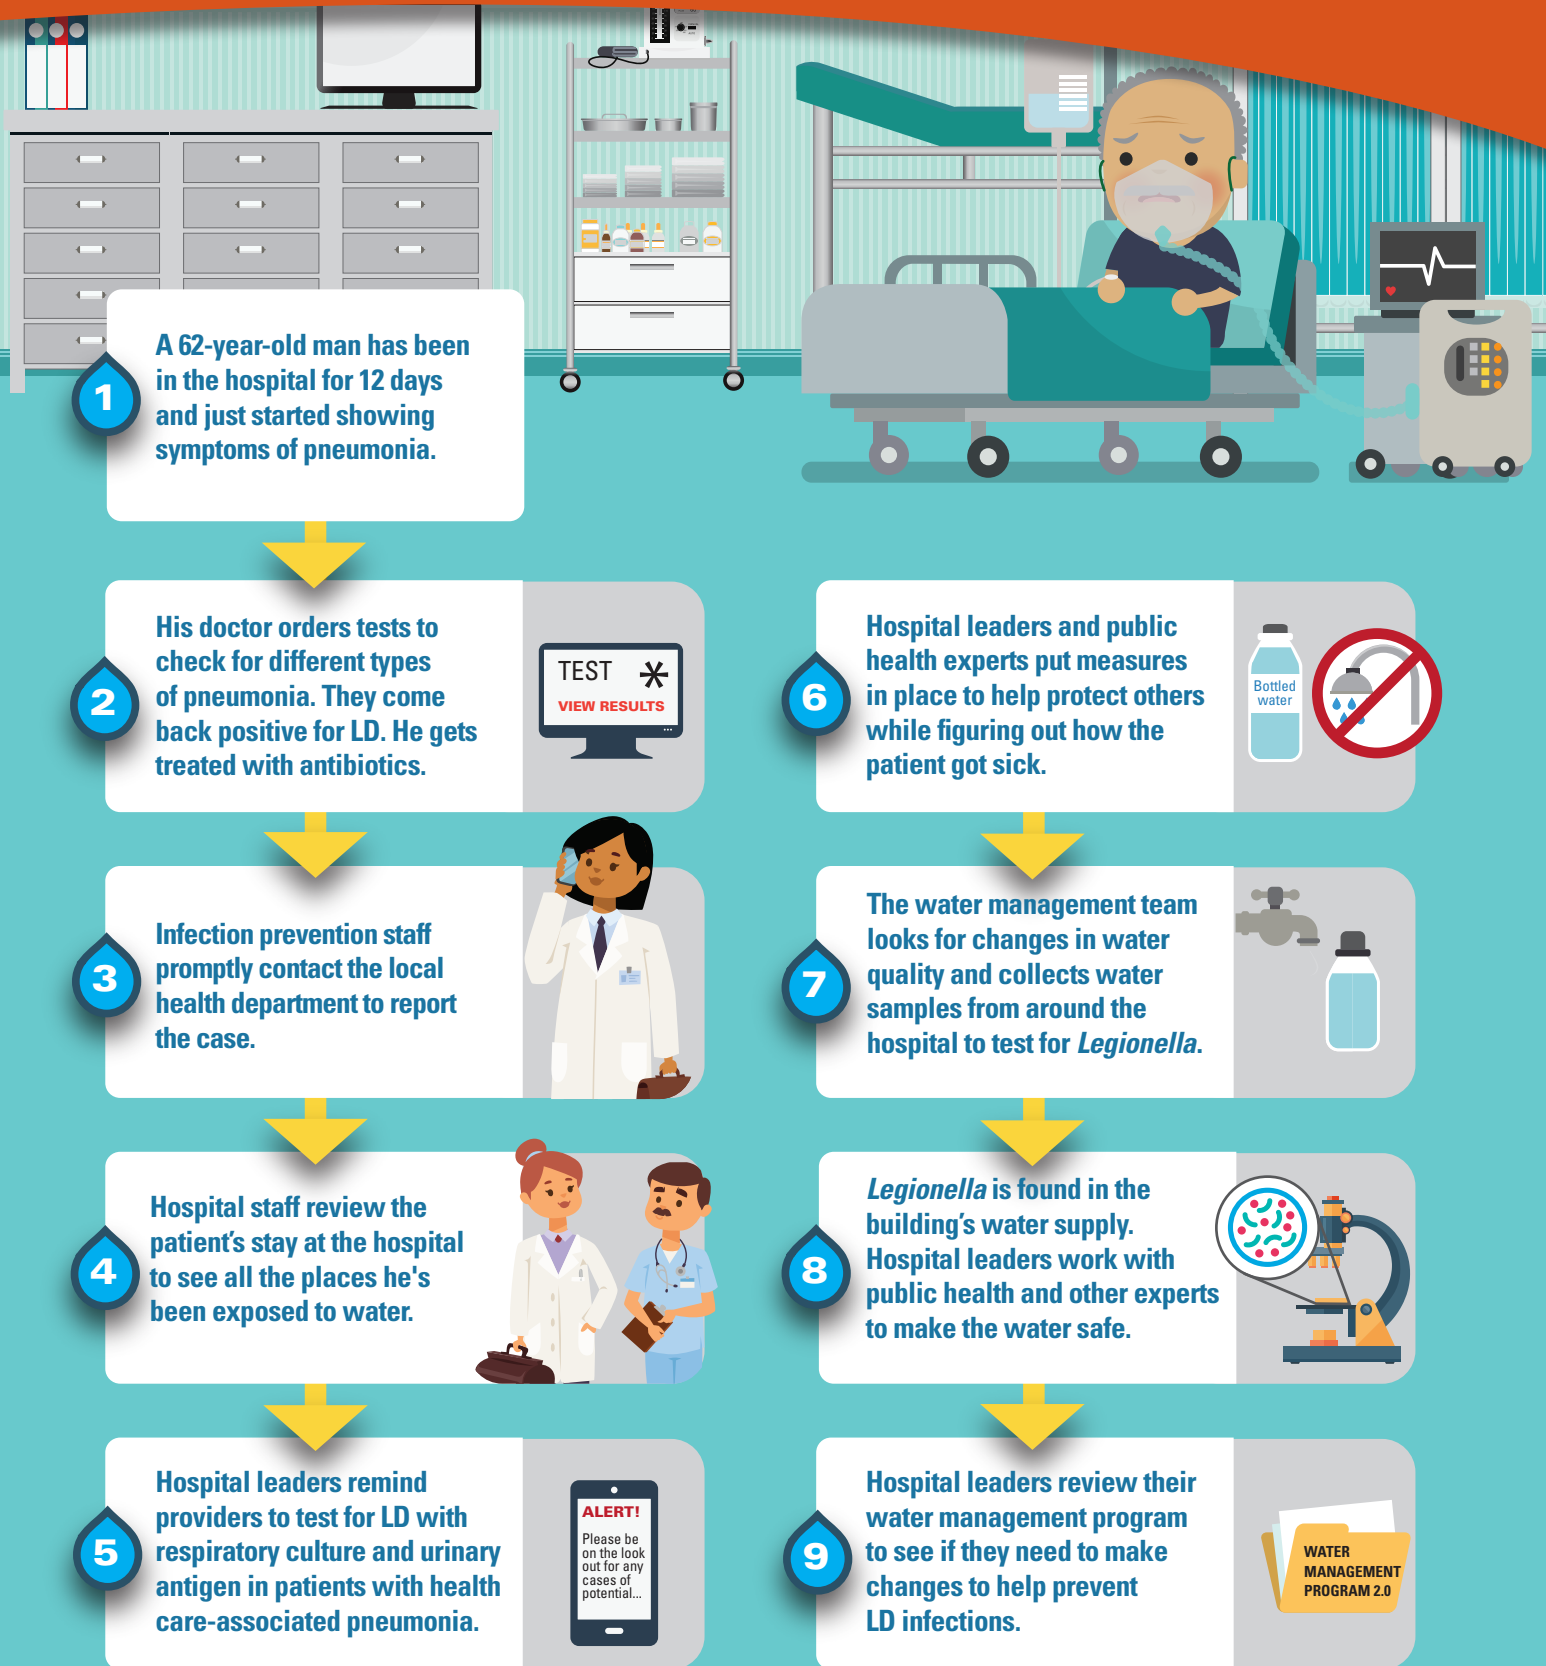 1
A 62-year-old man has been
in the hospital for 12 days
and just started showing
symptoms of pneumonia.
2
His doctor orders tests to
check for different types
of pneumonia. They come
back positive for LD. He gets
treated with antibiotics.
TEST *
VIEW RESULTS
3
Infection prevention staff
promptly contact the local
health department to report
the case.
4
Hospital staff review the
patient’s stay at the hospital
to see all the places he's
been exposed to water.
5
Hospital leaders remind
providers to test for LD with
respiratory culture and urinary
antigen in patients with health
care-associated pneumonia.
ALERT!
Please be
on the look
out for any
cases of
potential...
6
Hospital leaders and public
health experts put measures
in place to help protect others
while figuring out how the
patient got sick.
Bottled
water
7
The water management team
looks for changes in water
quality and collects water
samples from around the
hospital to test for Legionella.
8
Legionella is found in the
building’s water supply.
Hospital leaders work with
public health and other experts
to make the water safe.
9
Hospital leaders review their
water management program
to see if they need to make
changes to help prevent
LD infections.
WATER
MANAGEMENT
PROGRAM 2.0